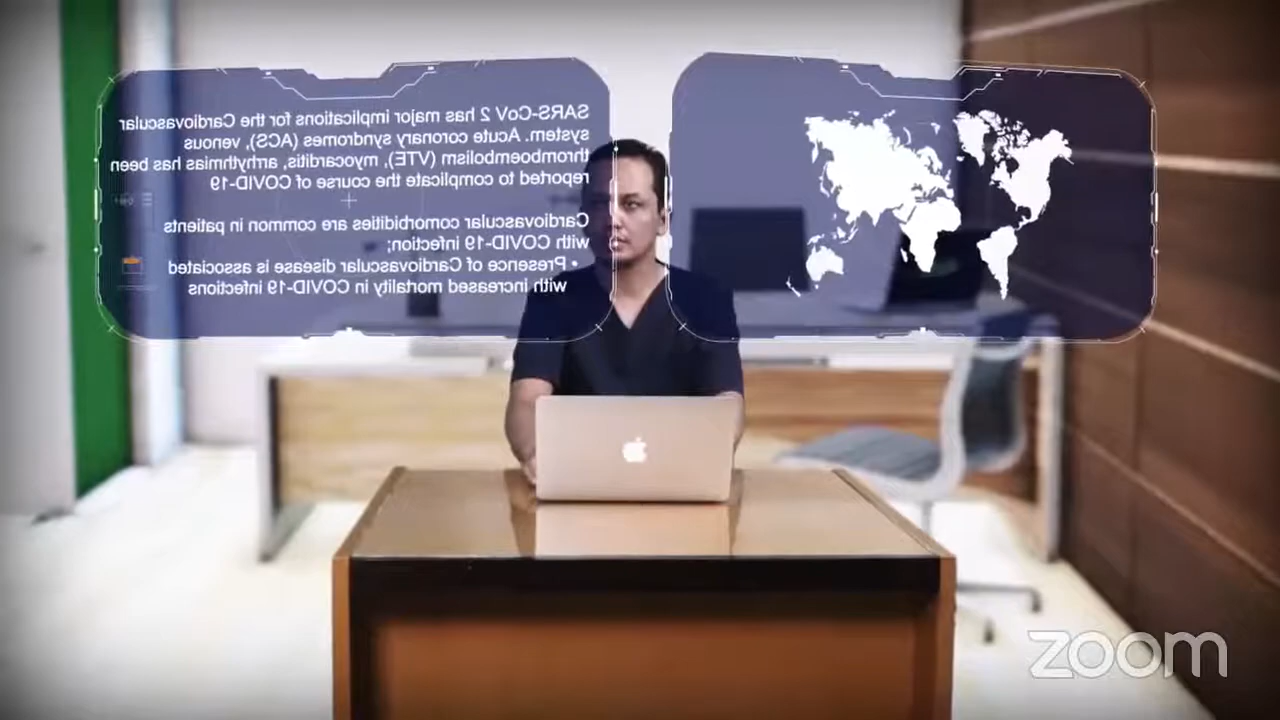 SARS-CoV 2 has major implications for the Cardiovascular
system. Acute coronary syndromes (ACS), venous
thromboembolism (VTE), myocarditis, arrhythmias has been
reported to complicate the course of COVID-19
Cardiovascular comorbidities are common in patients
with COVID-19 infection;
• Presence of Cardiovascular disease is associated
with increased mortality in COVID-19 infections
zoom